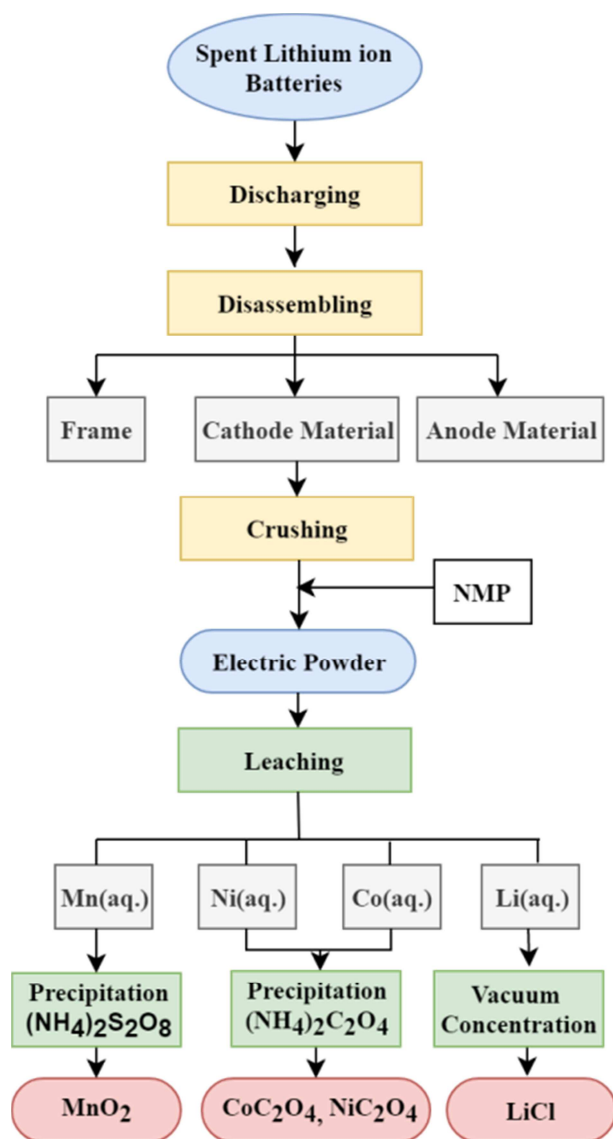 Spent Lithium ion
Batteries
Discharging
Disassembling
Frame
Cathode Material
Anode Material
Crushing
NMP
Electric Powder
Leaching
Mn(aq.)
Ni(aq.)
Co(aq.)
Li(aq.)
Precipitation
(NH₄)₂S₂O₈
Precipitation
(NH₄)₂C₂O₄
Vacuum
Concentration
MnO₂
CoC₂O₄, NiC₂O₄
LiCl